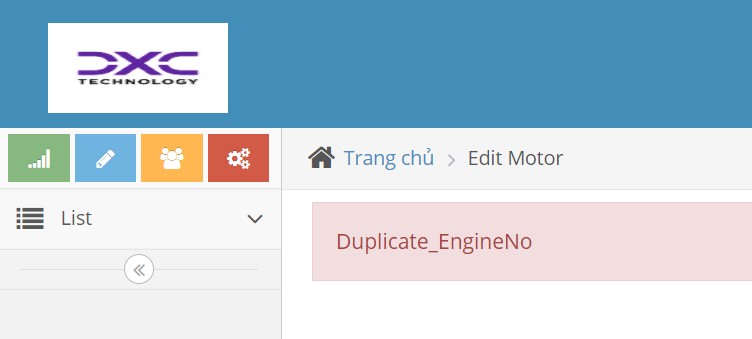 DXC
TECHNOLOGY
Trang chủ
Edit Motor
List
Duplicate_EngineNo